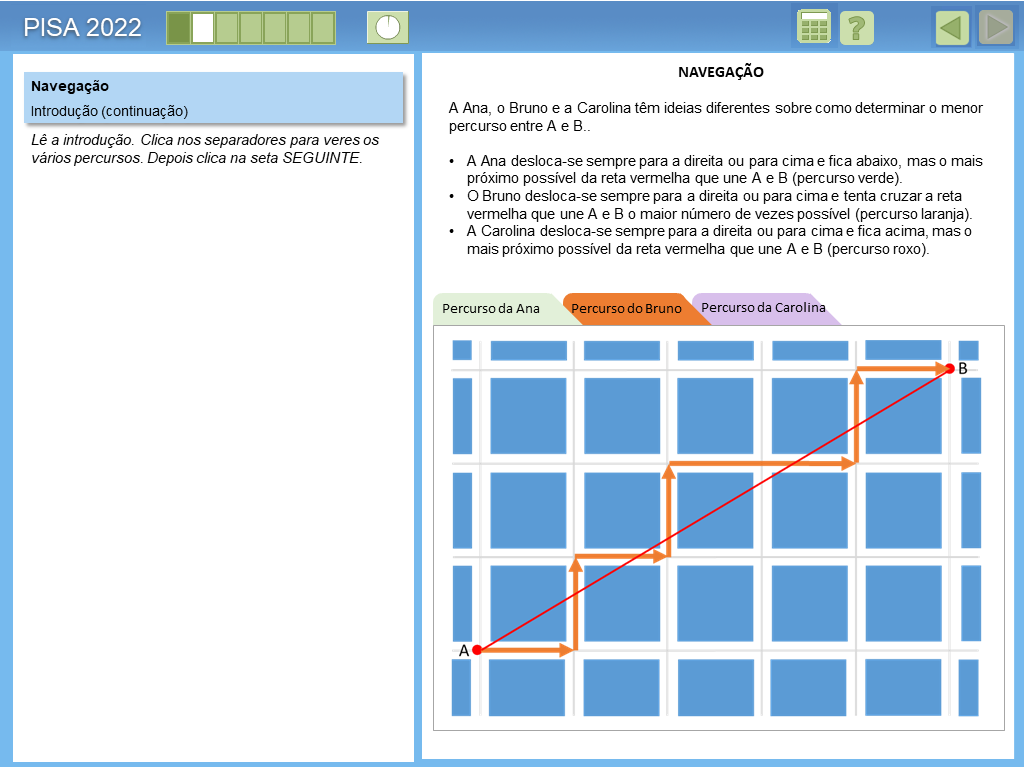 PISA 2022
?
Navegação
Introdução (continuação)
Lê a introdução. Clica nos separadores para veres os
vários percursos. Depois clica na seta SEGUINTE.
NAVEGAÇÃO
A Ana, o Bruno e a Carolina têm ideias diferentes sobre como determinar o menor
percurso entre A e B..
• A Ana desloca-se sempre para a direita ou para cima e fica abaixo, mas o mais
próximo possível da reta vermelha que une A e B (percurso verde).
• O Bruno desloca-se sempre para a direita ou para cima e tenta cruzar a reta
vermelha que une A e B o maior número de vezes possível (percurso laranja).
• A Carolina desloca-se sempre para a direita ou para cima e fica acima, mas o
mais próximo possível da reta vermelha que une A e B (percurso roxo).
Percurso da Ana
Percurso do Bruno
Percurso da Carolina
B
A